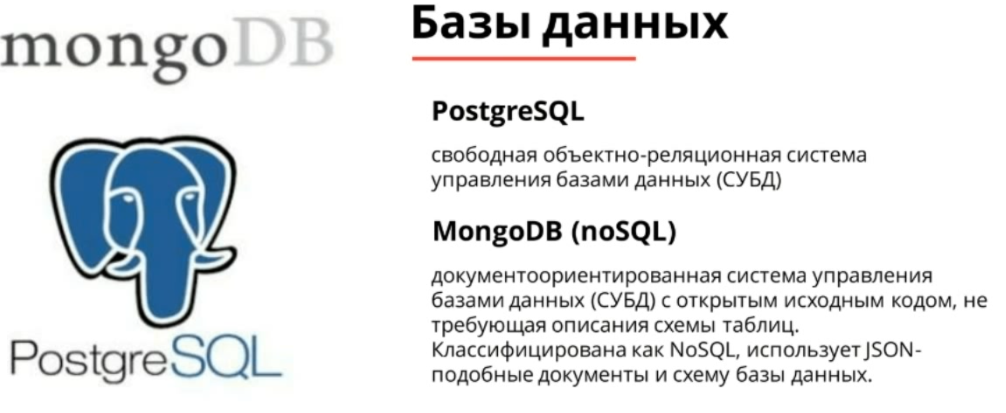 mongoDB
PostgreSQL
Базы данных
PostgreSQL
свободная объектно-реляционная система
управления базами данных (СУБД)
MongoDB (noSQL)
документоориентированная система управления
базами данных (СУБД) с открытым исходным кодом, не
требующая описания схемы таблиц.
Классифицирована как NoSQL, использует JSON-
подобные документы и схему базы данных.